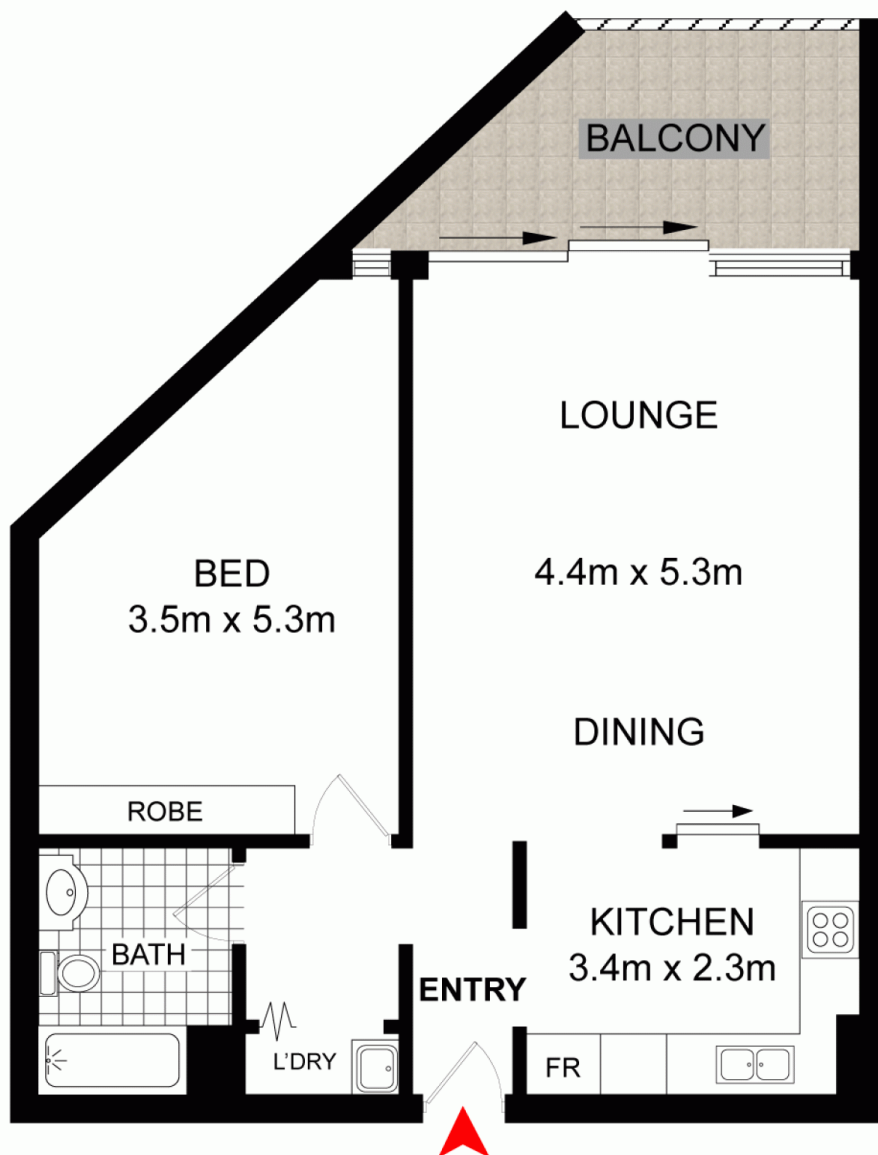 BALCONY
LOUNGE
4.4m x 5.3m
BED
3.5m x 5.3m
DINING
ROBE
BATH
KITCHEN
3.4m x 2.3m
ENTRY
L'DRY
FR